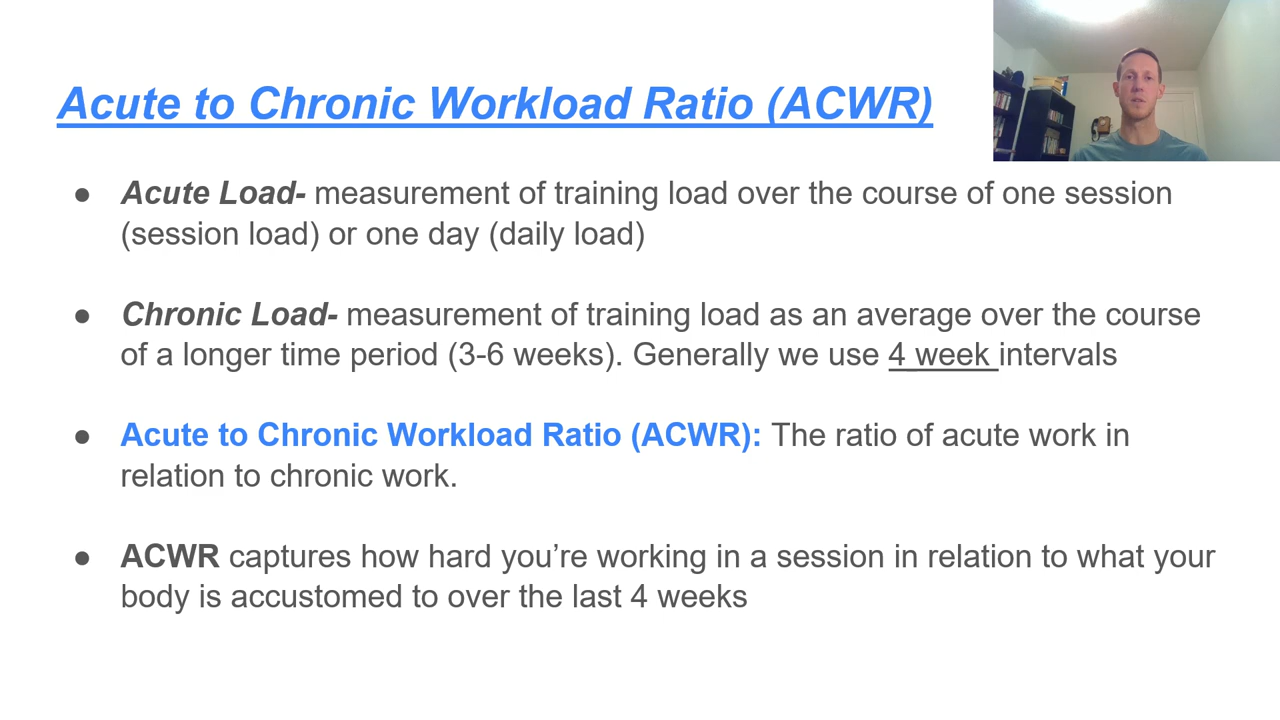 Acute to Chronic Workload Ratio (ACWR)
● Acute Load- measurement of training load over the course of one session
(session load) or one day (daily load)
● Chronic Load- measurement of training load as an average over the course
of a longer time period (3-6 weeks). Generally we use 4 week intervals
● Acute to Chronic Workload Ratio (ACWR): The ratio of acute work in
relation to chronic work.
● ACWR captures how hard you’re working in a session in relation to what your
body is accustomed to over the last 4 weeks